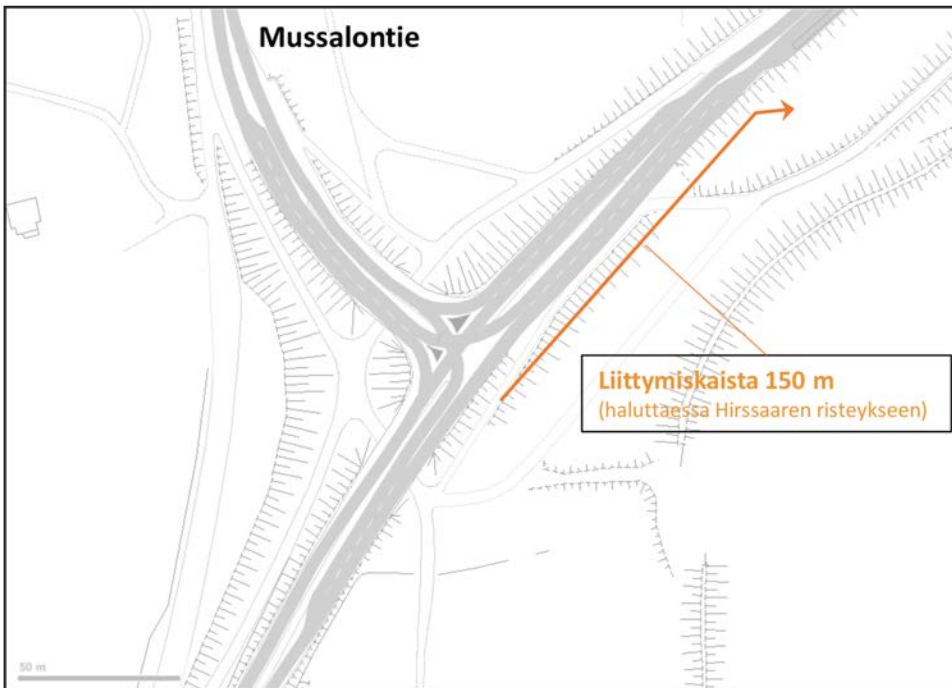 Mussalontie
Liittymiskaista 150 m
(haluttaessa Hirssaaren risteykseen)
50 m